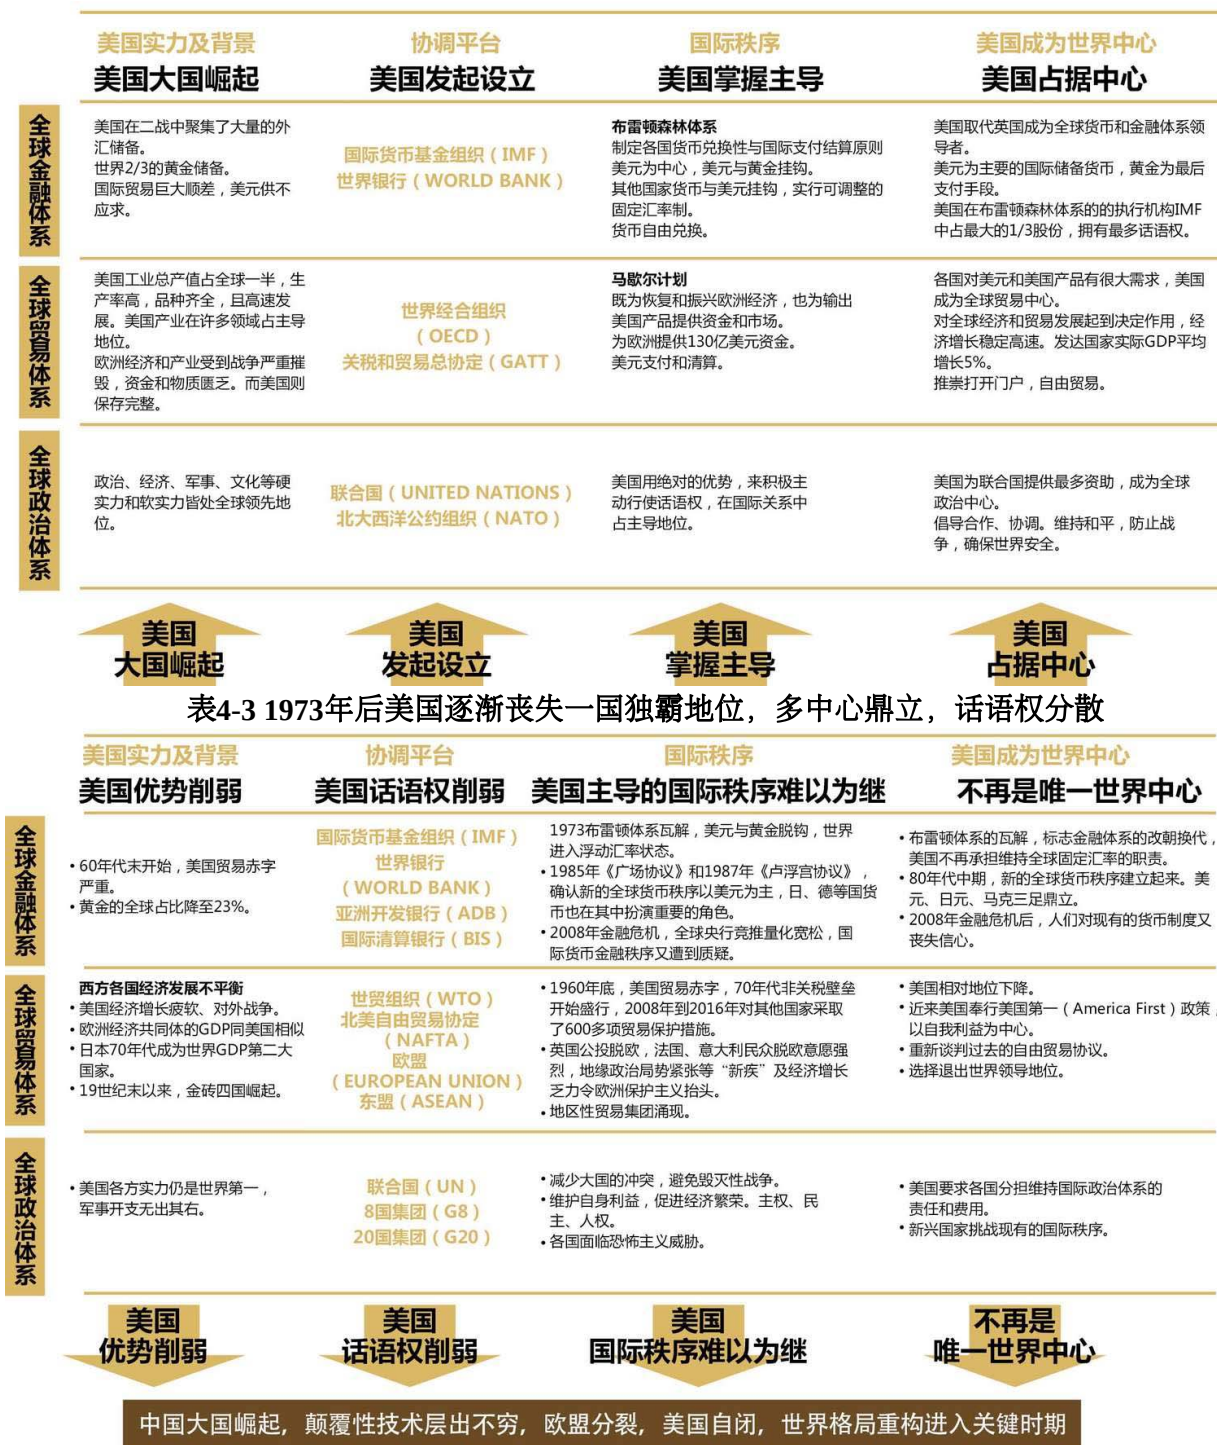 美国实力及背景
美国大国崛起
协调平台
美国发起设立
国际秩序
美国掌握主导
美国成为世界中心
美国占据中心
全球金融体系
美国在二战中聚集了大量的外
汇储备。
世界2/3的黄金储备。
国际贸易巨大顺差，美元供不
应求。
国际货币基金组织（IMF）
世界银行（WORLD BANK）
布雷顿森林体系
制定各国货币兑换性与国际支付结算原则
美元为中心，美元与黄金挂钩。
其他国家货币与美元挂钩，实行可调整的
固定汇率制。
货币自由兑换。
美国取代英国成为全球货币和金融体系领
导者。
美元为主要的国际储备货币，黄金为最后
支付手段。
美国在布雷顿森林体系的的执行机构IMF
中占最大的1/3股份，拥有最多话语权。
全球贸易体系
美国工业总产值占全球一半，生
产率高，品种齐全，且高速发
展。美国产业在许多领域占主导
地位。
欧洲经济和产业受到战争严重摧
毁，资金和物质匮乏。而美国则
保存完整。
世界经合组织
（OECD）
关税和贸易总协定（GATT）
马歇尔计划
既为恢复和振兴欧洲经济，也为输出
美国产品提供资金和市场。
为欧洲提供130亿美元资金。
美元支付和清算。
各国对美元和美国产品有很大需求，美国
成为全球贸易中心。
对全球经济和贸易发展起到决定作用，经
济增长稳定高速。发达国家实际GDP平均
增长5%。
推崇打开门户，自由贸易。
全球政治体系
政治、经济、军事、文化等硬
实力和软实力皆处全球领先地
位。
联合国（UNITED NATIONS）
北大西洋公约组织（NATO）
美国用绝对的优势，来积极主
动行使话语权，在国际关系中
占主导地位。
美国为联合国提供最多资助，成为全球
政治中心。
倡导合作、协调。维持和平，防止战
争，确保世界安全。
美国
大国崛起
美国
发起设立
美国
掌握主导
美国
占据中心
表4-3 1973年后美国逐渐丧失一国独霸地位，多中心鼎立，话语权分散
美国实力及背景
美国优势削弱
协调平台
美国话语权削弱
国际秩序
美国主导的国际秩序难以为继
美国成为世界中心
不再是唯一世界中心
全球金融体系
• 60年代末开始，美国贸易赤字
严重。
• 黄金的全球占比降至23%。
国际货币基金组织（IMF）
世界银行
（WORLD BANK）
亚洲开发银行（ADB）
国际清算银行（BIS）
1973布雷顿体系瓦解，美元与黄金脱钩，世界
进入浮动汇率状态。
• 1985年《广场协议》和1987年《卢浮宫协议》，
确认新的全球货币秩序以美元为主，日、德等国货
币也在其中扮演重要的角色。
• 2008年金融危机，全球央行竞推量化宽松，国
际货币金融秩序又遭到质疑。
• 布雷顿体系的瓦解，标志金融体系的改朝换代，
美国不再承担维持全球固定汇率的职责。
• 80年代中期，新的全球货币秩序建立起来。美
元、日元、马克三足鼎立。
• 2008年金融危机后，人们对现有的货币制度又
丧失信心。
全球贸易体系
西方各国经济发展不平衡
• 美国经济增长疲软、对外战争。
• 欧洲经济共同体的GDP同美国相似
• 日本70年代成为世界GDP第二大
国家。
• 19世纪末以来，金砖四国崛起。
世贸组织（WTO）
北美自由贸易协定
（NAFTA）
欧盟
（EUROPEAN UNION）
东盟（ASEAN）
• 1960年底，美国贸易赤字，70年代非关税壁垒
开始盛行，2008年到2016年对其他国家采取
了600多项贸易保护措施。
• 英国公投脱欧，法国、意大利民众脱欧意愿强
烈，地缘政治局势紧张等“新疾”及经济增长
乏力令欧洲保护主义抬头。
• 地区性贸易集团涌现。
• 美国相对地位下降。
• 近来美国奉行美国第一（America First）政策，
以自我利益为中心。
• 重新谈判过去的自由贸易协议。
• 选择退出世界领导地位。
全球政治体系
• 美国各方实力仍是世界第一，
军事开支无出其右。
联合国（UN）
8国集团（G8）
20国集团（G20）
• 减少大国的冲突，避免毁灭性战争。
• 维护自身利益，促进经济繁荣。主权、民
主、人权。
• 各国面临恐怖主义威胁。
• 美国要求各国分担维持国际政治体系的
责任和费用。
• 新兴国家挑战现有的国际秩序。
美国
优势削弱
美国
话语权削弱
美国
国际秩序难以为继
不再是
唯一世界中心
中国大国崛起，颠覆性技术层出不穷，欧盟分裂，美国自闭，世界格局重构进入关键时期